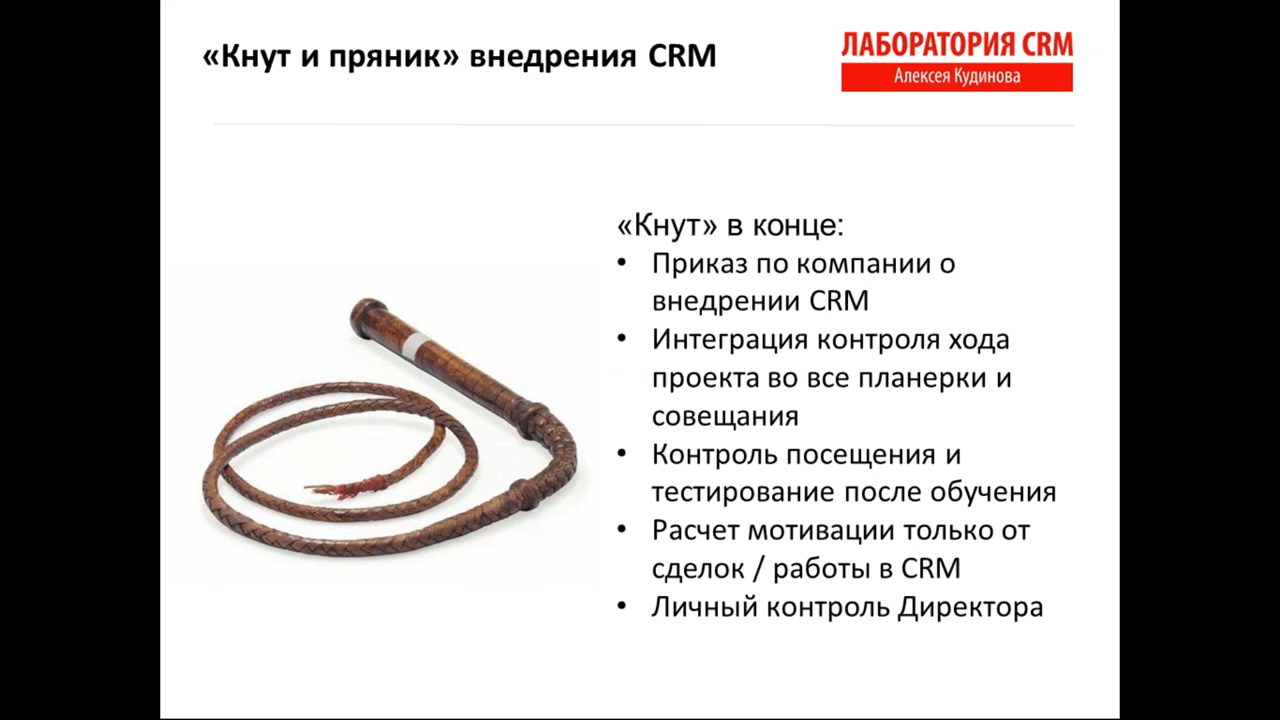 «Кнут и пряник» внедрения CRM
ЛАБОРАТОРИЯ CRM
Алексея Кудинова
«Кнут» в конце:
• Приказ по компании о
внедрении CRM
• Интеграция контроля хода
проекта во все планерки и
совещания
• Контроль посещения и
тестирование после обучения
• Расчет мотивации только от
сделок / работы в CRM
• Личный контроль Директора